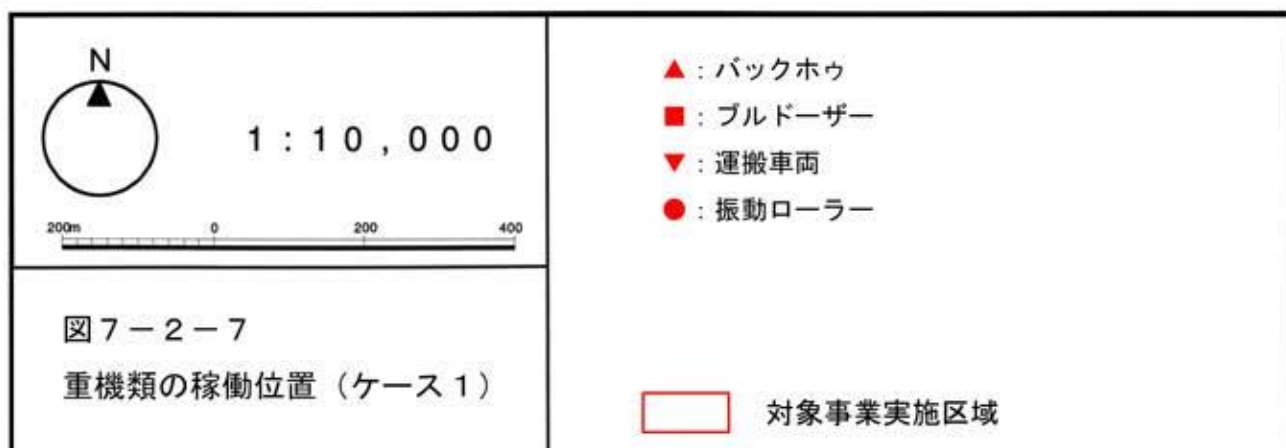 N
1：10,000
200m 0 200 400
図7－2－7
重機類の稼働位置（ケース1）
▲：バックホゥ
■：ブルドーザー
▼：運搬車両
●：振動ローラー
対象事業実施区域